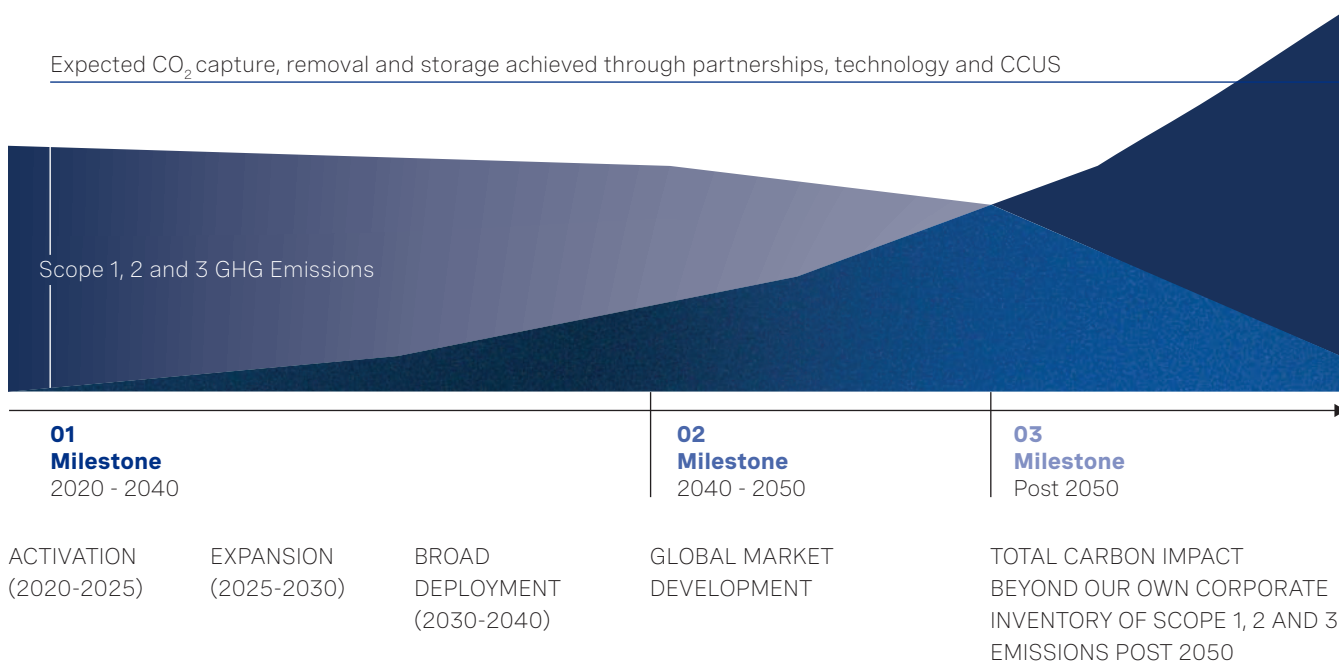 Expected CO2 capture, removal and storage achieved through partnerships, technology and CCUS
Scope 1, 2 and 3 GHG Emissions
01
Milestone
2020 - 2040
02
Milestone
2040 - 2050
03
Milestone
Post 2050
ACTIVATION
(2020-2025)
EXPANSION
(2025-2030)
BROAD
DEPLOYMENT
(2030-2040)
GLOBAL MARKET
DEVELOPMENT
TOTAL CARBON IMPACT
BEYOND OUR OWN CORPORATE
INVENTORY OF SCOPE 1, 2 AND 3
EMISSIONS POST 2050